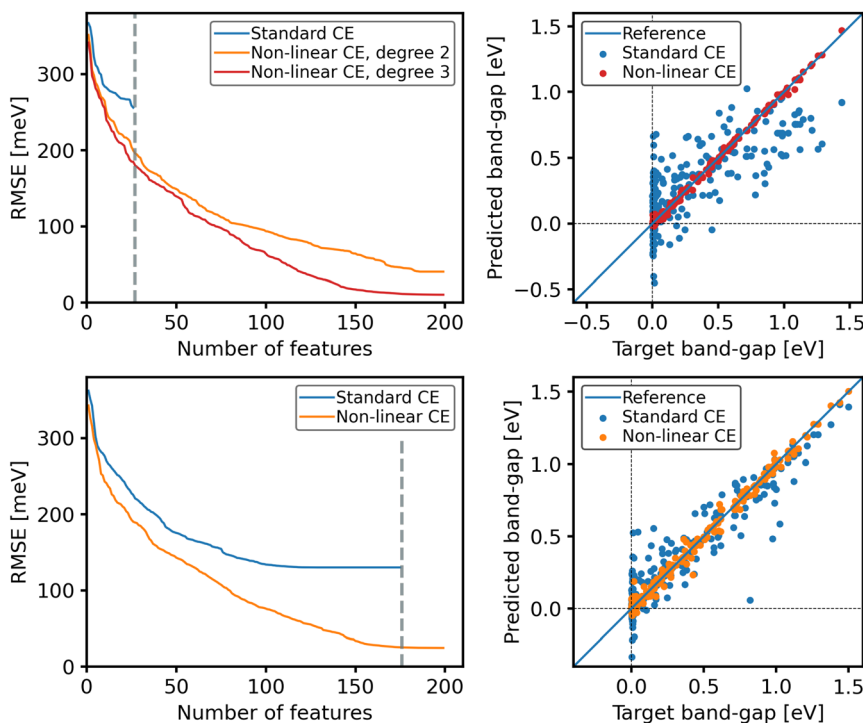 Standard CE
Non-linear CE, degree 2
Non-linear CE, degree 3
RMSE [meV]
300
200
100
0
0 50 100 150 200
Number of features
Reference
Standard CE
Non-linear CE
Predicted band-gap [eV]
1.5
1.0
0.5
0.0
−0.5
−0.5 0.0 0.5 1.0 1.5
Target band-gap [eV]
Standard CE
Non-linear CE
RMSE [meV]
300
200
100
0
0 50 100 150 200
Number of features
Reference
Standard CE
Non-linear CE
Predicted band-gap [eV]
1.5
1.0
0.5
0.0
0.0 0.5 1.0 1.5
Target band-gap [eV]